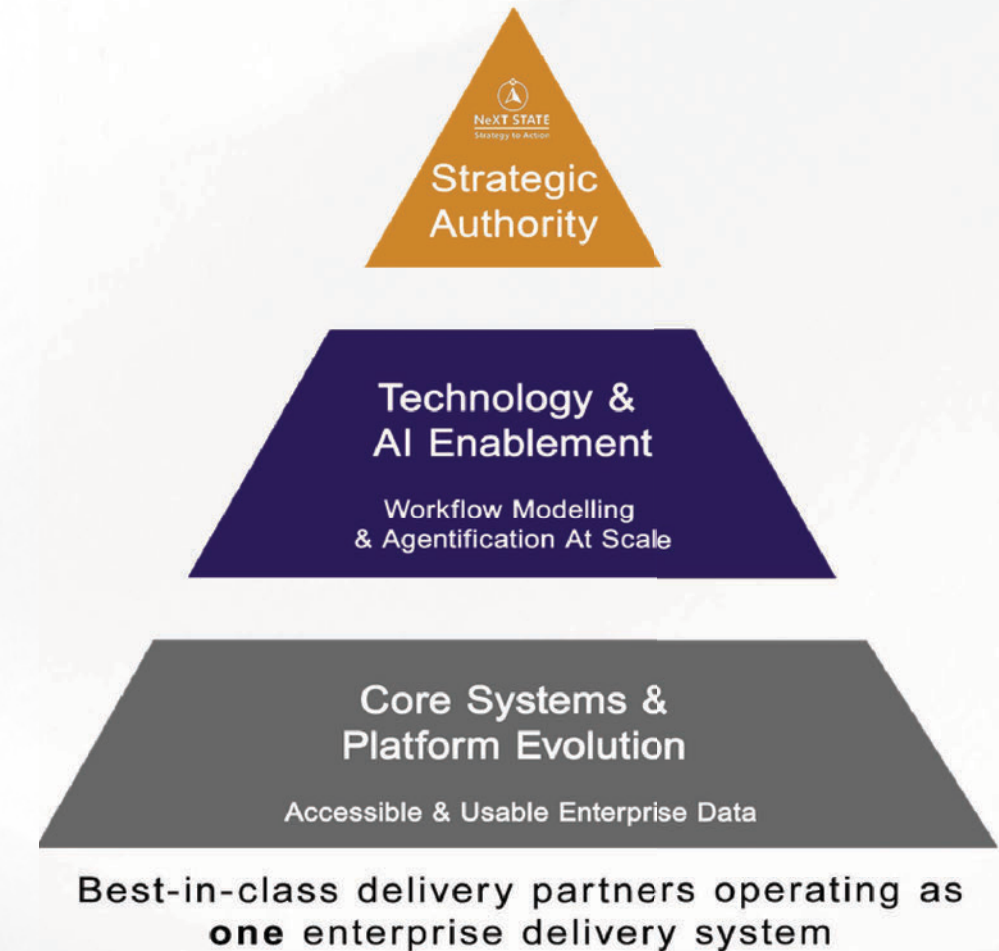 NeXT STATE
Strategy to Action
Strategic
Authority
Technology &
AI Enablement
Workflow Modelling
& Agentification At Scale
Core Systems &
Platform Evolution
Accessible & Usable Enterprise Data
Best-in-class delivery partners operating as
one enterprise delivery system